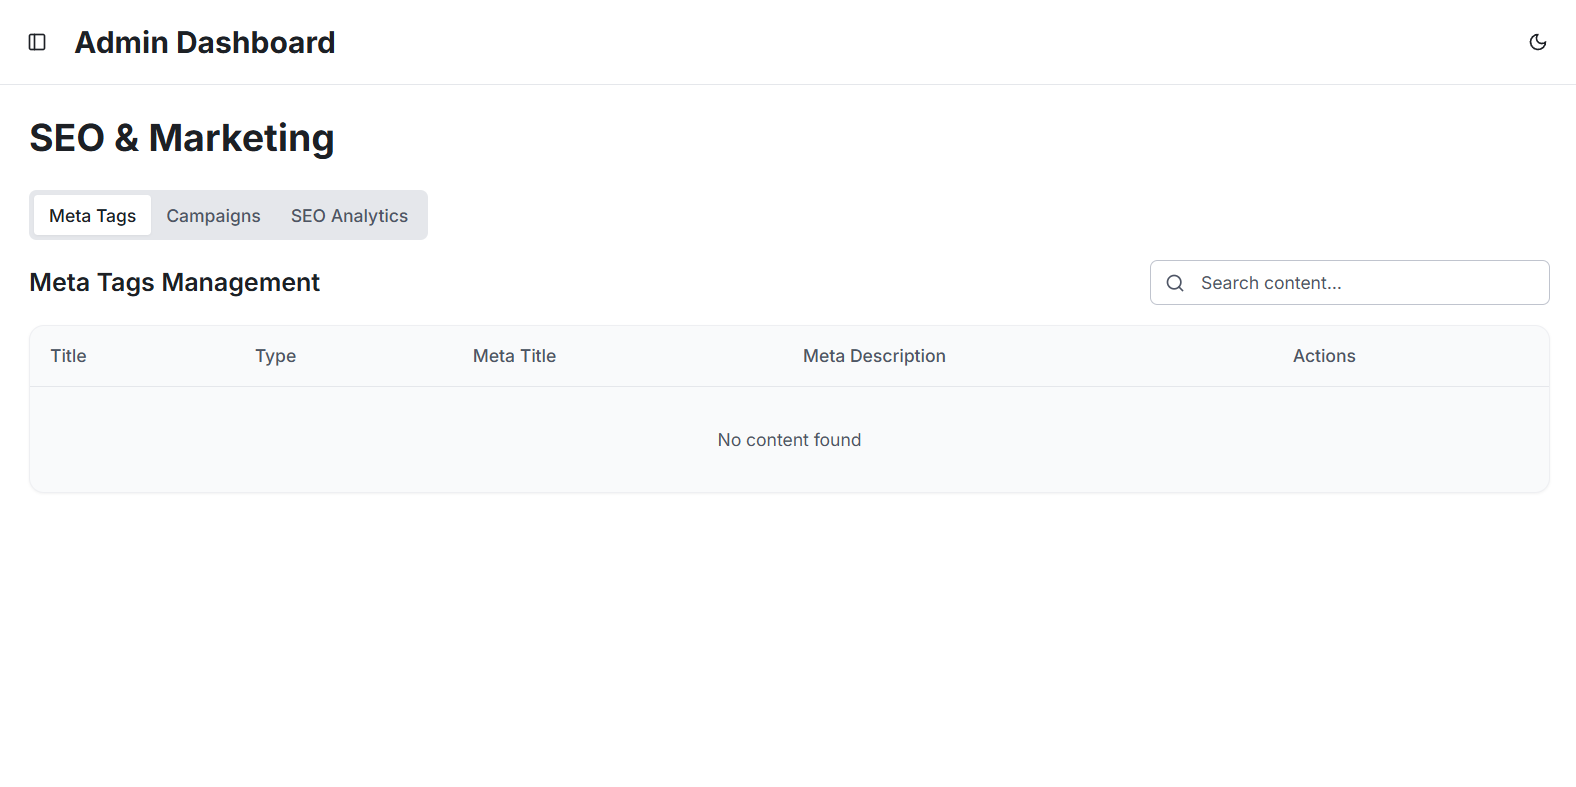 Admin Dashboard
SEO & Marketing
Meta Tags Campaigns SEO Analytics
Meta Tags Management
Search content...
Title Type Meta Title Meta Description Actions
No content found